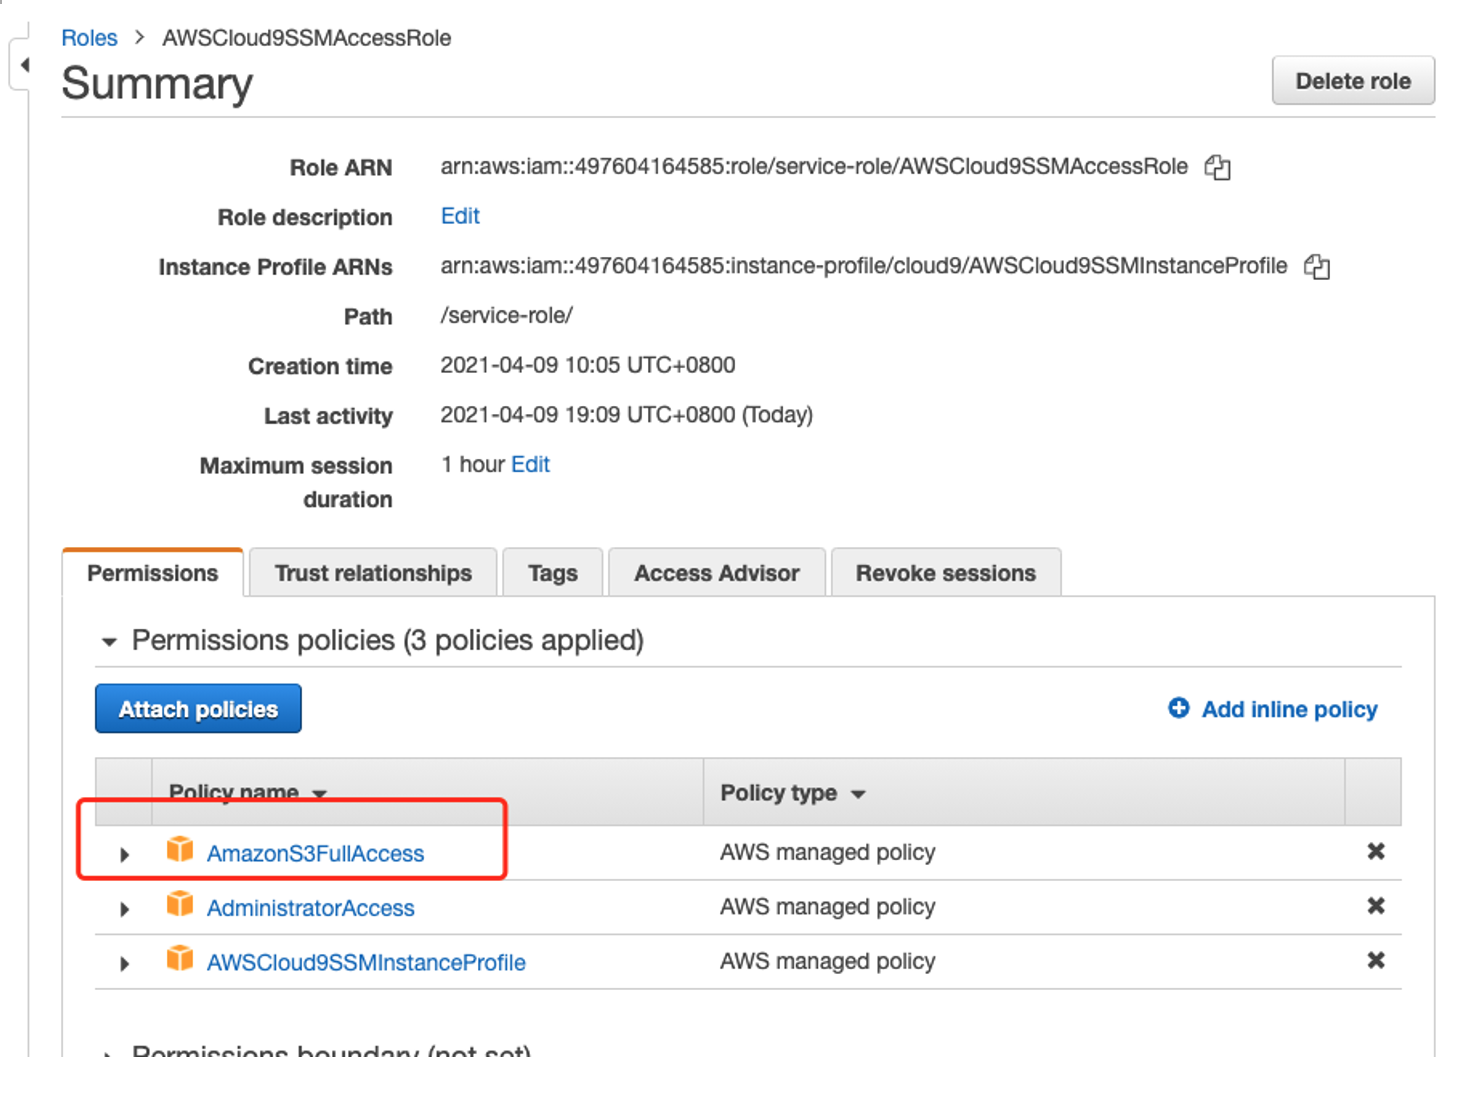 Roles > AWSCloud9SSMAccessRole
Summary
Delete role
Role ARN arn:aws:iam::497604164585:role/service-role/AWSCloud9SSMAccessRole
Role description Edit
Instance Profile ARNs arn:aws:iam::497604164585:instance-profile/cloud9/AWSCloud9SSMInstanceProfile
Path /service-role/
Creation time 2021-04-09 10:05 UTC+0800
Last activity 2021-04-09 19:09 UTC+0800 (Today)
Maximum session 1 hour Edit
duration
Permissions Trust relationships Tags Access Advisor Revoke sessions
Permissions policies (3 policies applied)
Attach policies Add inline policy
Policy name Policy type
AmazonS3FullAccess AWS managed policy
AdministratorAccess AWS managed policy
AWSCloud9SSMInstanceProfile AWS managed policy
Permissions boundary (not set)